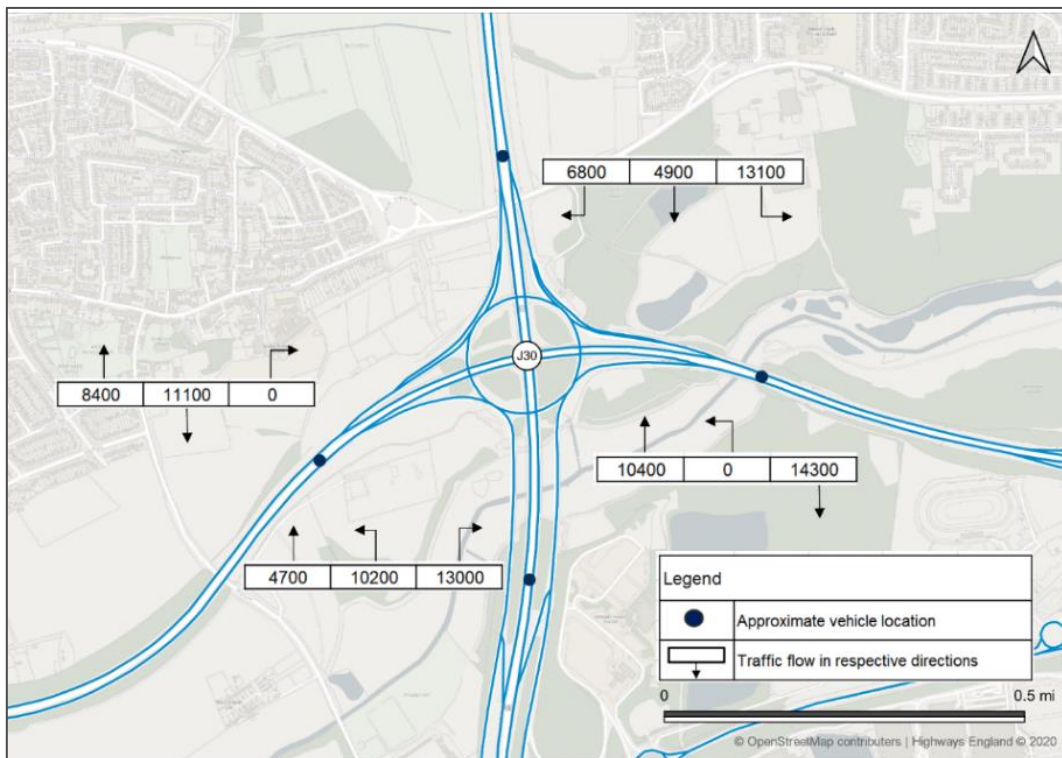 6800 4900 13100
J30
8400 11100 0
10400 0 14300
4700 10200 13000
Legend
Approximate vehicle location
Traffic flow in respective directions
0 0.5 mi
© OpenStreetMap contributors | Highways England © 2020